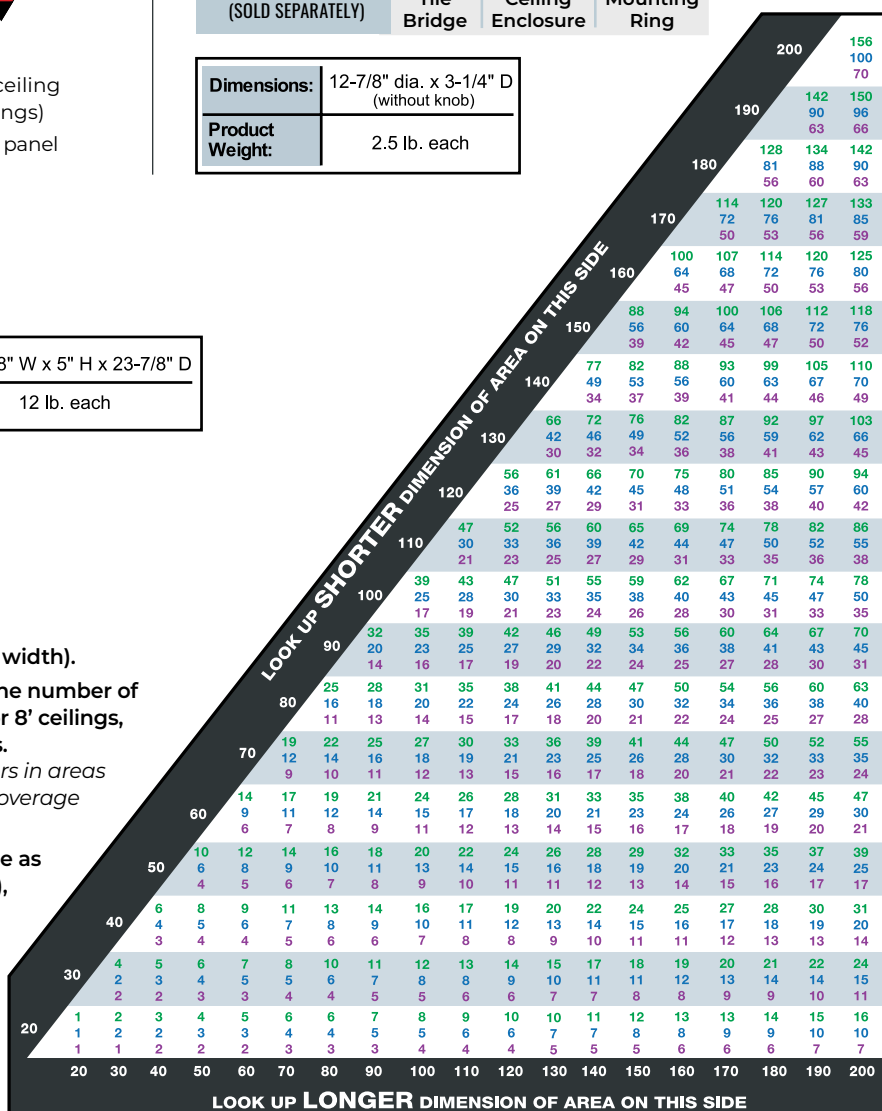 (SOLD SEPARATELY)
Bridge
Ceiling
Enclosure
Mounting
Ring
ceiling
ngs)
panel
Dimensions: 12-7/8" dia. x 3-1/4" D
(without knob)
Product
Weight: 2.5 lb. each
8" W x 5" H x 23-7/8" D
12 lb. each
width).
he number of
r 8' ceilings,
s.
rs in areas
overage
e as
),
LOOK UP SHORTER DIMENSION OF AREA ON THIS SIDE
200 156
100
70
190 142 150
90 96
63 66
180 128 134 142
81 88 90
56 60 63
170 114 120 127 133
72 76 81 85
50 53 56 59
160 100 107 114 120 125
64 68 72 76 80
45 47 50 53 56
150 88 94 100 106 112 118
56 60 64 68 72 76
39 42 45 47 50 52
140 77 82 88 93 99 105 110
49 53 56 60 63 67 70
34 37 39 41 44 46 49
130 66 72 76 82 87 92 97 103
42 46 49 52 56 59 62 66
30 32 34 36 38 41 43 45
120 56 61 66 70 75 80 85 90 94
36 39 42 45 48 51 54 57 60
25 27 29 31 33 36 38 40 42
110 47 52 56 60 65 69 74 78 82 86
30 33 36 39 42 44 47 50 52 55
21 23 25 27 29 31 33 35 36 38
100 39 43 47 51 55 59 62 67 71 74 78
25 28 30 33 35 38 40 43 45 47 50
17 19 21 23 24 26 28 30 31 33 35
90 32 35 39 42 46 49 53 56 60 64 67 70
20 23 25 27 29 32 34 36 38 41 43 45
14 16 17 19 20 22 24 25 27 28 30 31
80 25 28 31 35 38 41 44 47 50 54 56 60 63
16 18 20 22 24 26 28 30 32 34 36 38 40
11 13 14 15 17 18 20 21 22 24 25 27 28
70 19 22 25 27 30 33 36 39 41 44 47 50 52 55
12 14 16 18 19 21 23 25 26 28 30 32 33 35
9 10 11 12 13 15 16 17 18 20 21 22 23 24
60 14 17 19 21 24 26 28 31 33 35 38 40 42 45 47
9 11 12 14 15 17 18 20 21 23 24 26 27 29 30
6 7 8 9 11 12 13 14 15 16 17 18 19 20 21
50 10 12 14 16 18 20 22 24 26 28 29 32 33 35 37 39
6 8 9 10 11 13 14 15 16 18 19 20 21 23 24 25
4 5 6 7 8 9 10 11 11 12 13 14 15 16 17 17
40 6 8 9 11 13 14 16 17 19 20 22 24 25 27 28 30 31
4 5 6 7 8 9 10 11 12 13 14 15 16 17 18 19 20
3 4 4 5 6 6 7 8 8 9 10 11 11 12 13 13 14
30 4 5 6 7 8 10 11 12 13 14 15 17 18 19 20 21 22 24
2 3 4 5 5 6 7 8 8 9 10 11 11 12 13 14 14 15
2 2 3 3 4 4 5 5 6 6 7 7 8 8 9 9 10 11
20 1 2 3 4 5 6 6 7 8 9 10 10 11 12 13 13 14 15 16
1 2 2 3 3 4 4 5 5 6 6 7 7 8 8 9 9 10 10
1 1 2 2 2 3 3 3 4 4 4 5 5 5 6 6 6 7 7
20 30 40 50 60 70 80 90 100 110 120 130 140 150 160 170 180 190 200
LOOK UP LONGER DIMENSION OF AREA ON THIS SIDE